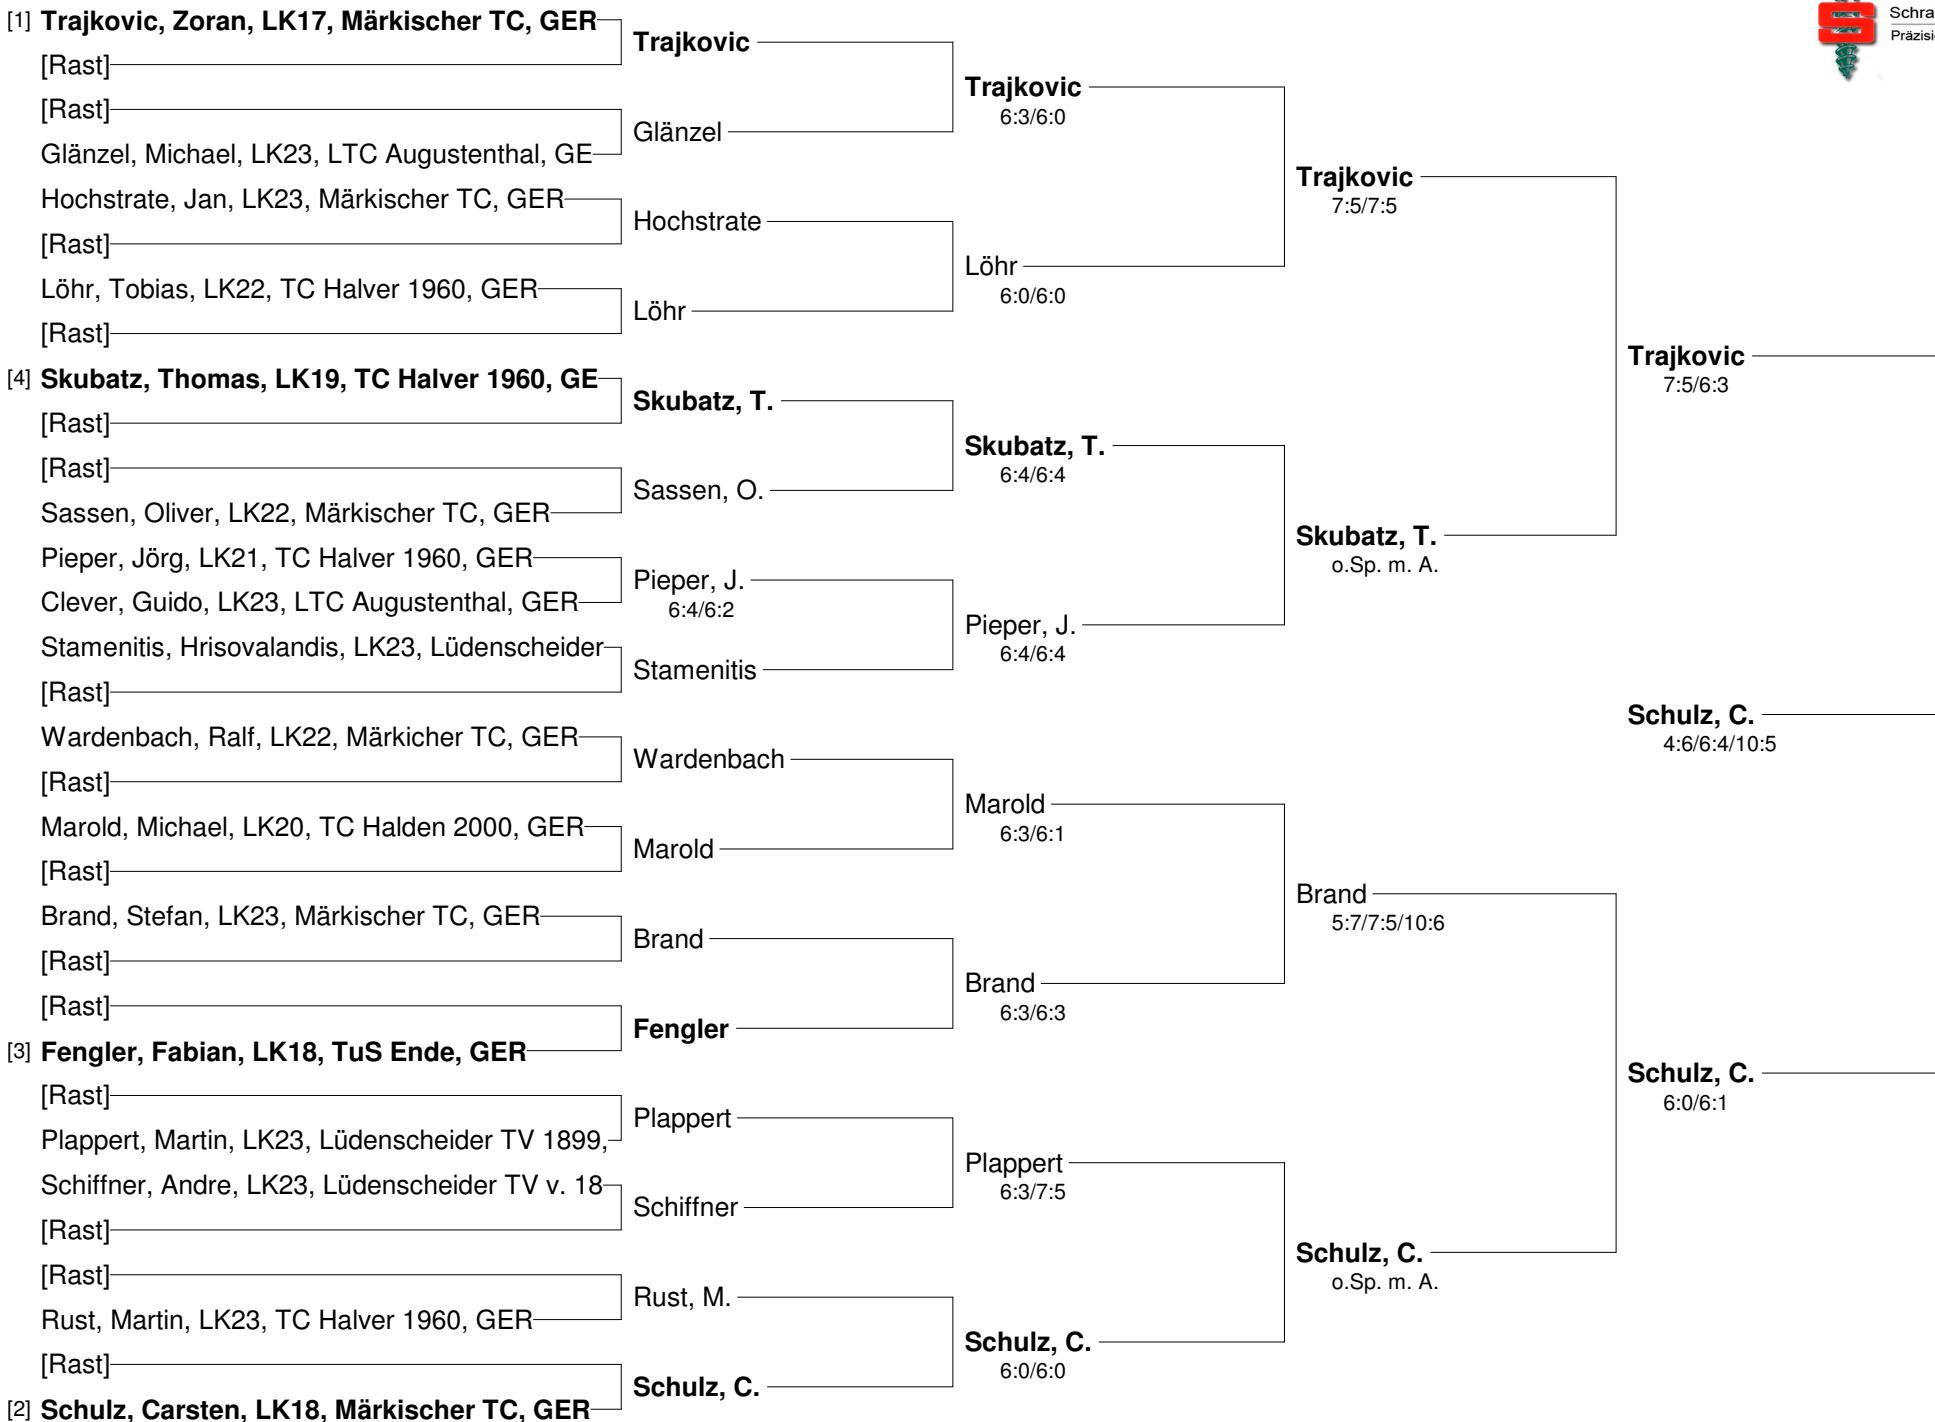 [1] Trajkovic, Zoran, LK17, Märkischer TC, GER
[Rast]
[Rast]
Glänzel, Michael, LK23, LTC Augustenthal, GE
Hochstrate, Jan, LK23, Märkischer TC, GER
[Rast]
Löhr, Tobias, LK22, TC Halver 1960, GER
[Rast]
[4] Skubatz, Thomas, LK19, TC Halver 1960, GE
[Rast]
[Rast]
Sassen, Oliver, LK22, Märkischer TC, GER
Pieper, Jörg, LK21, TC Halver 1960, GER
Clever, Guido, LK23, LTC Augustenthal, GER
Stamenitis, Hrisovalandis, LK23, Lüdenscheider
[Rast]
Wardenbach, Ralf, LK22, Märkicher TC, GER
[Rast]
Marold, Michael, LK20, TC Halden 2000, GER
[Rast]
Brand, Stefan, LK23, Märkischer TC, GER
[Rast]
[Rast]
[3] Fengler, Fabian, LK18, TuS Ende, GER
[Rast]
Plappert, Martin, LK23, Lüdenscheider TV 1899,
Schiffner, Andre, LK23, Lüdenscheider TV v. 18
[Rast]
[Rast]
Rust, Martin, LK23, TC Halver 1960, GER
[Rast]
[2] Schulz, Carsten, LK18, Märkischer TC, GER
Trajkovic
Glänzel
Hochstrate
Löhr
Skubatz, T.
Sassen, O.
Pieper, J.
6:4/6:2
Stamenitis
Wardenbach
Marold
Brand
Fengler
Plappert
Schiffner
Rust, M.
Schulz, C.
Trajkovic
6:3/6:0
Löhr
6:0/6:0
Skubatz, T.
6:4/6:4
Pieper, J.
6:4/6:4
Marold
6:3/6:1
Brand
6:3/6:3
Plappert
6:3/7:5
Schulz, C.
6:0/6:0
Trajkovic
7:5/7:5
Skubatz, T.
o.Sp. m. A.
Brand
5:7/7:5/10:6
Schulz, C.
o.Sp. m. A.
Trajkovic
7:5/6:3
Schulz, C.
4:6/6:4/10:5
Schulz, C.
6:0/6:1
S
Schra
Präzisi